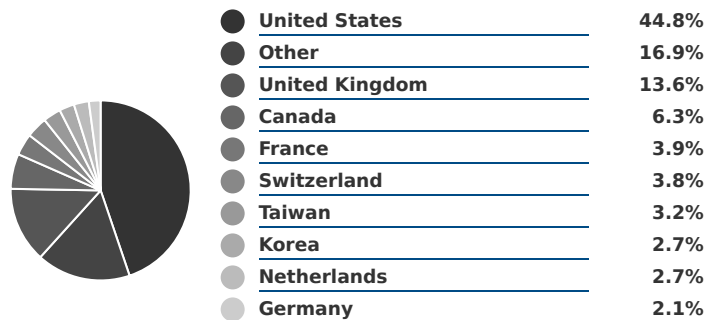 United States 44.8%
Other 16.9%
United Kingdom 13.6%
Canada 6.3%
France 3.9%
Switzerland 3.8%
Taiwan 3.2%
Korea 2.7%
Netherlands 2.7%
Germany 2.1%